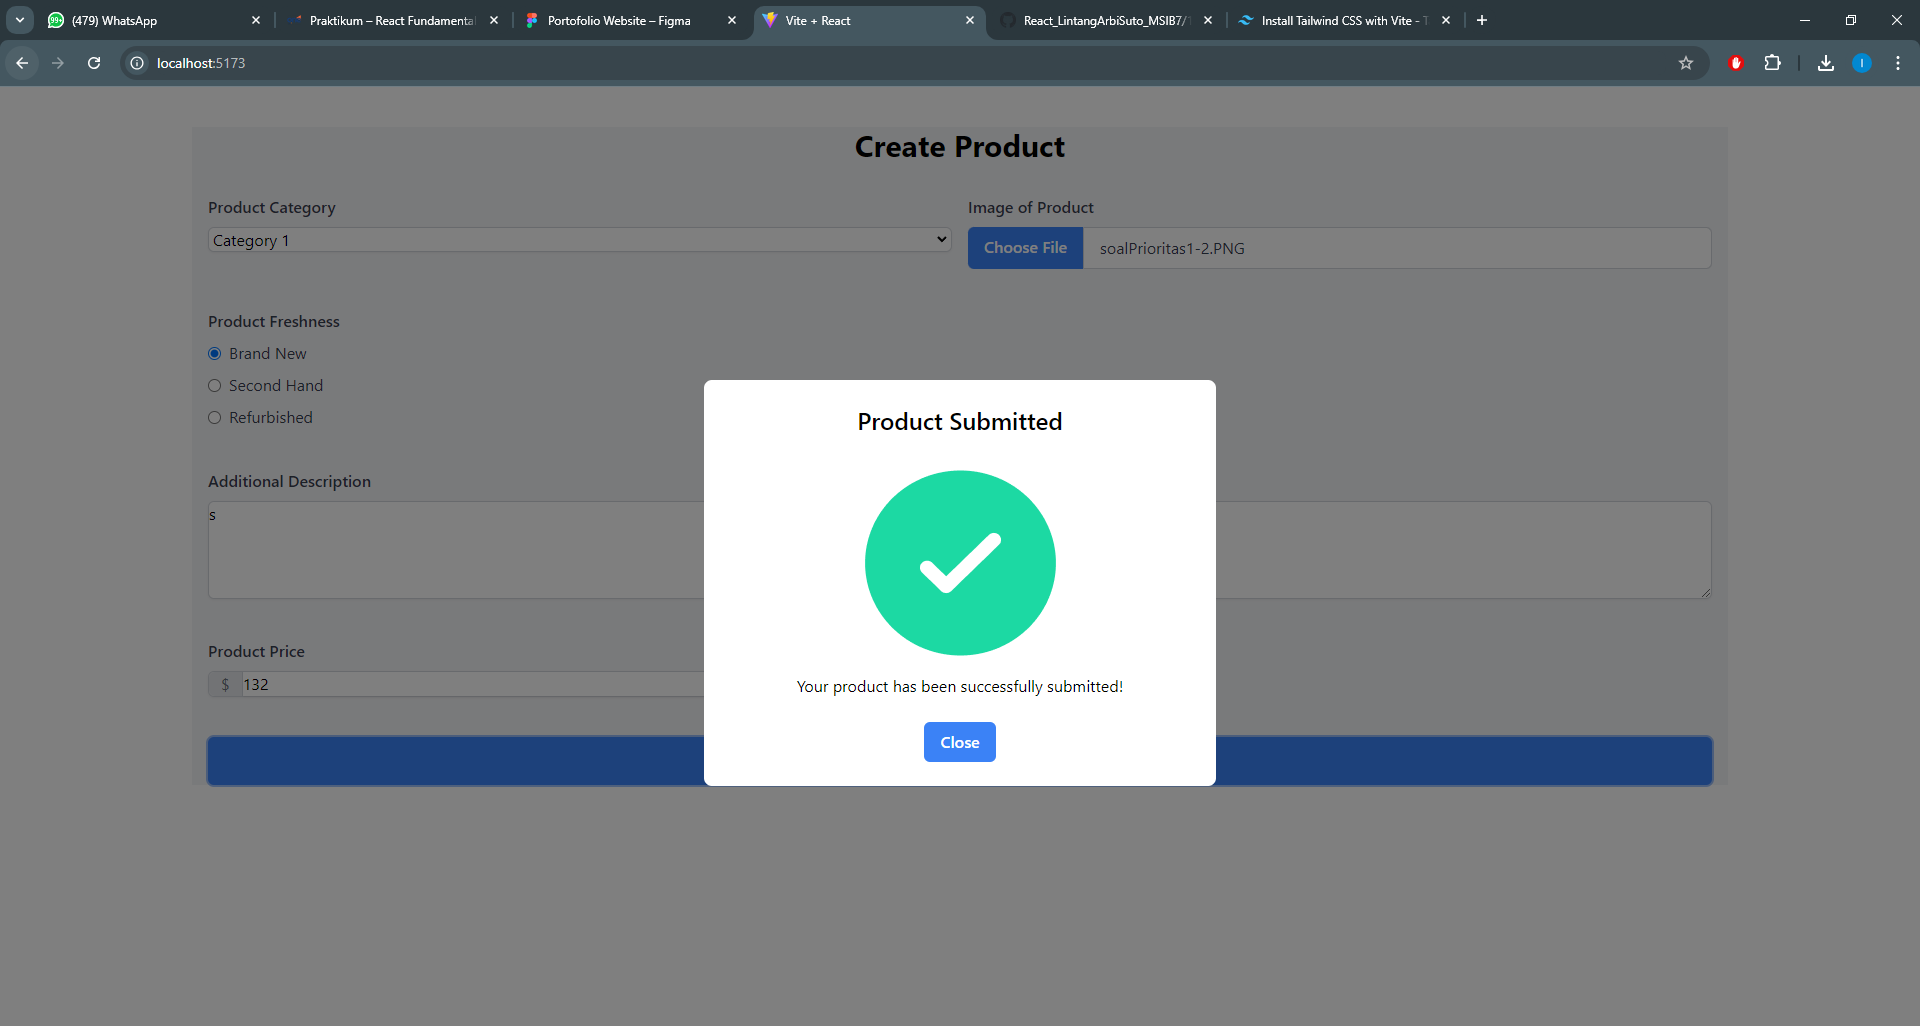 99+ (479) WhatsApp
Praktikum – React Fundamental
Portofolio Website – Figma
Vite + React
React_LintangArbiSuto_MSIB7/
Install Tailwind CSS with Vite -
localhost:5173
I
Create Product
Product Category
Image of Product
Category 1
Choose File soalPrioritas1-2.PNG
Product Freshness
Brand New
Second Hand
Refurbished
Additional Description
s
Product Price
$ 132
Product Submitted
Your product has been successfully submitted!
Close